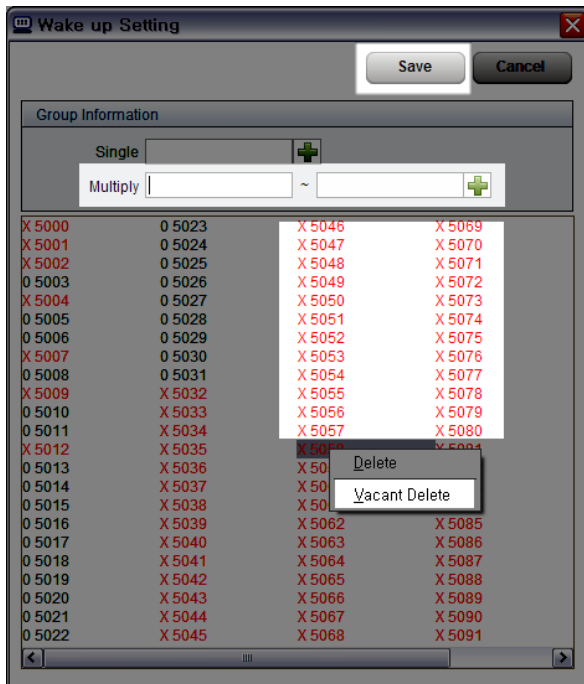 Wake up Setting
Save Cancel
Group Information
Single
Multiply ~
X 5000 0 5023 X 5046 X 5069
X 5001 0 5024 X 5047 X 5070
X 5002 0 5025 X 5048 X 5071
0 5003 0 5026 X 5049 X 5072
X 5004 0 5027 X 5050 X 5073
0 5005 0 5028 X 5051 X 5074
0 5006 0 5029 X 5052 X 5075
X 5007 0 5030 X 5053 X 5076
0 5008 0 5031 X 5054 X 5077
X 5009 X 5032 X 5055 X 5078
0 5010 X 5033 X 5056 X 5079
0 5011 X 5034 X 5057 X 5080
X 5012 X 5035 X 5058 X 5081
0 5013 X 5036 X
Delete
0 5014 X 5037 X
0 5015 X 5038 X
Vacant Delete
0 5016 X 5039 X 5062 X 5085
0 5017 X 5040 X 5063 X 5086
0 5018 X 5041 X 5064 X 5087
0 5019 X 5042 X 5065 X 5088
0 5020 X 5043 X 5066 X 5089
0 5021 X 5044 X 5067 X 5090
0 5022 X 5045 X 5068 X 5091